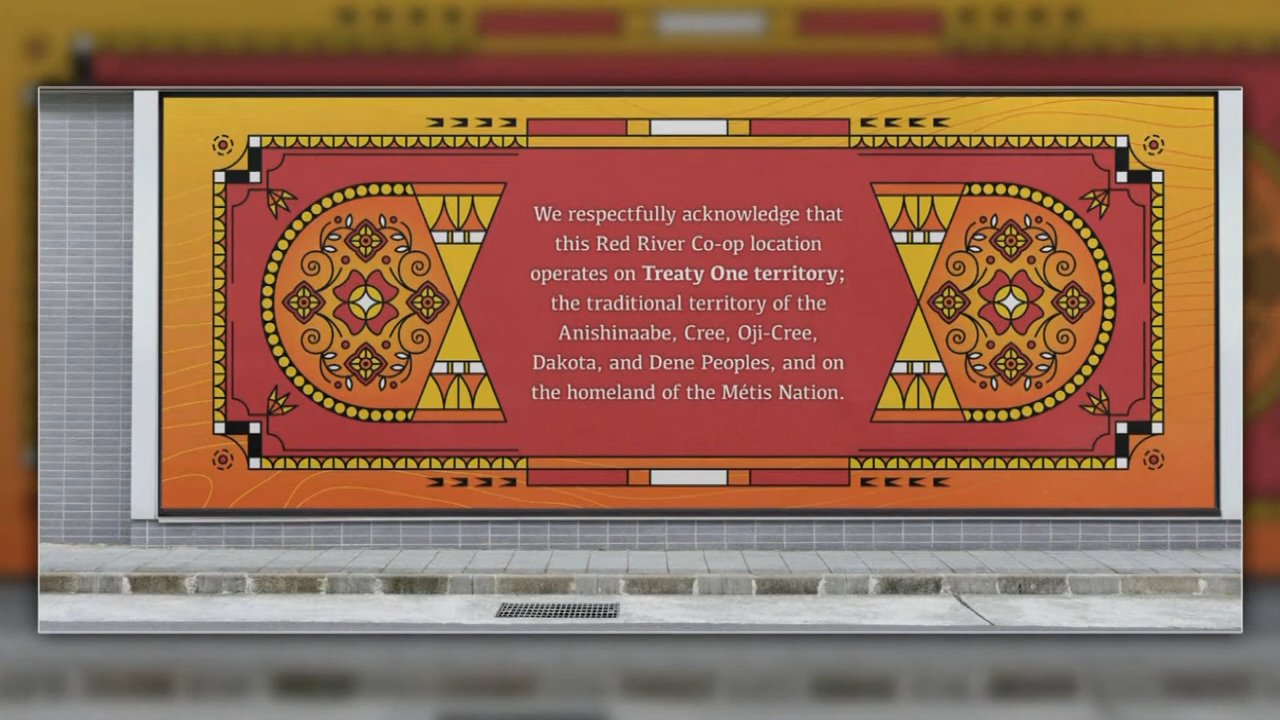 We respectfully acknowledge that
this Red River Co-op location
operates on Treaty One territory;
the traditional territory of the
Anishinaabe, Cree, Oji-Cree,
Dakota, and Dene Peoples, and on
the homeland of the Métis Nation.